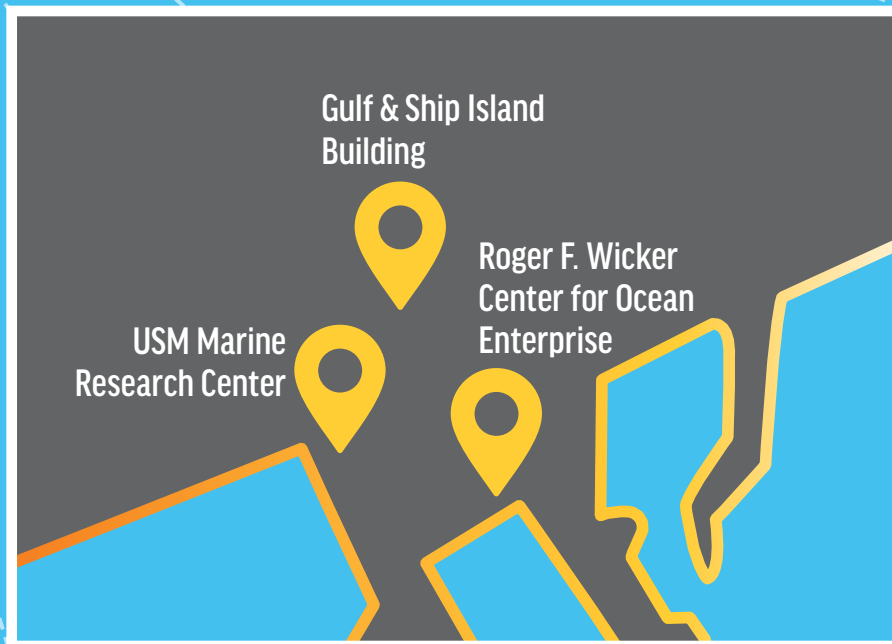 Gulf & Ship Island
Building
Roger F. Wicker
Center for Ocean
Enterprise
USM Marine
Research Center